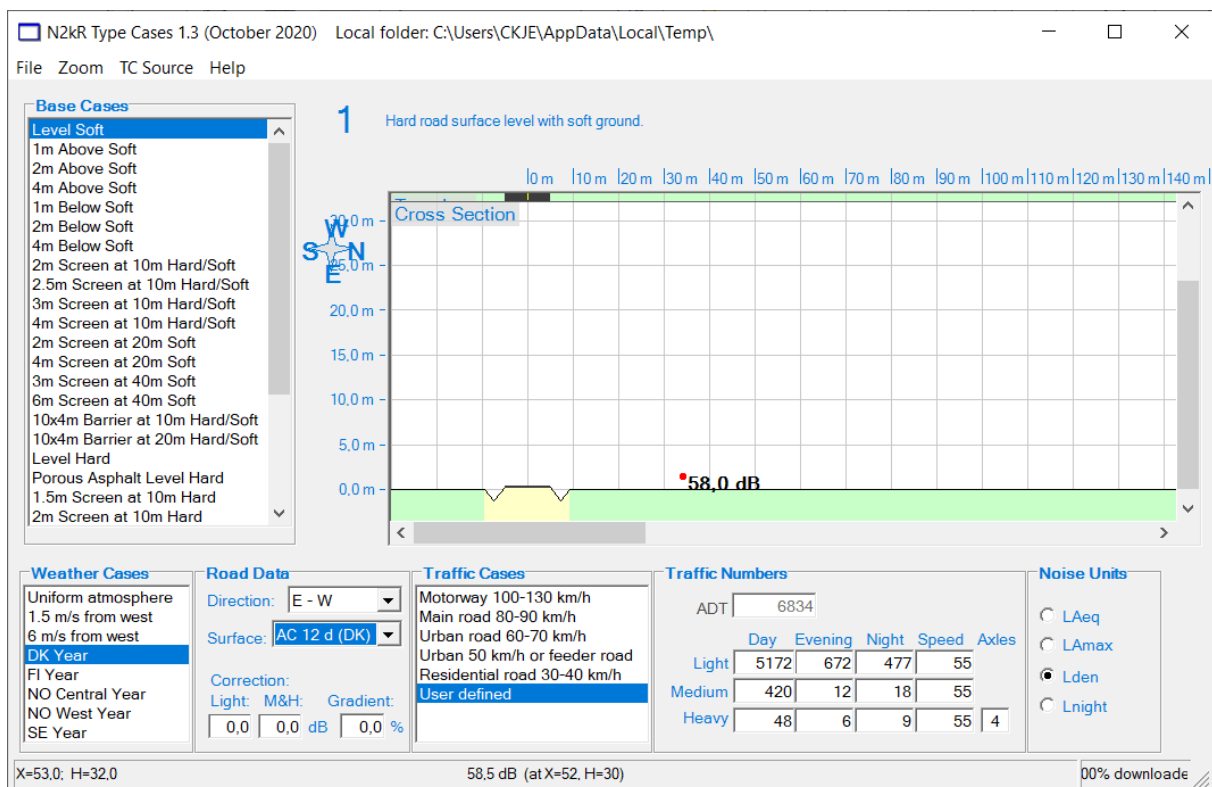 N2kR Type Cases 1.3 (October 2020) Local folder: C:\Users\CKJE\AppData\Local\Temp\
File Zoom TC Source Help
Base Cases
Level Soft
1m Above Soft
2m Above Soft
4m Above Soft
1m Below Soft
2m Below Soft
4m Below Soft
2m Screen at 10m Hard/Soft
2.5m Screen at 10m Hard/Soft
3m Screen at 10m Hard/Soft
4m Screen at 10m Hard/Soft
2m Screen at 20m Soft
4m Screen at 20m Soft
3m Screen at 40m Soft
6m Screen at 40m Soft
10x4m Barrier at 10m Hard/Soft
10x4m Barrier at 20m Hard/Soft
Level Hard
Porous Asphalt Level Hard
1.5m Screen at 10m Hard
2m Screen at 10m Hard
1 Hard road surface level with soft ground.
0 m 10 m 20 m 30 m 40 m 50 m 60 m 70 m 80 m 90 m 100 m 110 m 120 m 130 m 140 m
Cross Section
W
S N
E
30,0 m
25,0 m
20,0 m
15,0 m
10,0 m
5,0 m
0,0 m
58,0 dB
Weather Cases
Uniform atmosphere
1.5 m/s from west
6 m/s from west
DK Year
FI Year
NO Central Year
NO West Year
SE Year
Road Data
Direction: E - W
Surface: AC 12 d (DK)
Correction:
Light: M&H: Gradient:
0,0 0,0 dB 0,0 %
Traffic Cases
Motorway 100-130 km/h
Main road 80-90 km/h
Urban road 60-70 km/h
Urban 50 km/h or feeder road
Residential road 30-40 km/h
User defined
Traffic Numbers
ADT 6834
Day Evening Night Speed Axles
Light 5172 672 477 55
Medium 420 12 18 55
Heavy 48 6 9 55 4
Noise Units
LAeq
LAmax
Lden
Lnight
X=53,0; H=32,0 58,5 dB (at X=52, H=30) 00% downloade